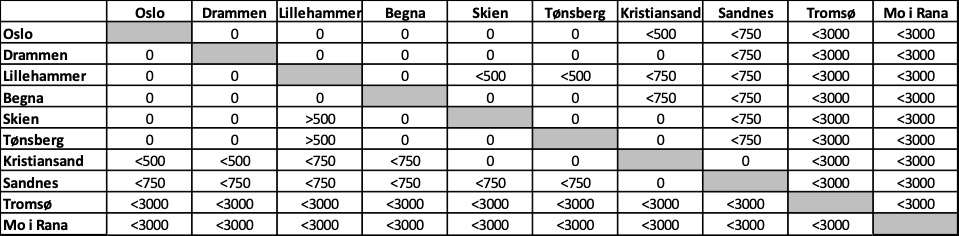 Oslo Drammen Lillehammer Begna Skien Tønsberg Kristiansand Sandnes Tromsø Mo i Rana
Oslo 0 0 0 0 0 <500 <750 <3000 <3000
Drammen 0 0 0 0 0 0 <750 <3000 <3000
Lillehammer 0 0 0 <500 <500 <750 <750 <3000 <3000
Begna 0 0 0 0 0 <750 <750 <3000 <3000
Skien 0 0 >500 0 0 0 <750 <3000 <3000
Tønsberg 0 0 >500 0 0 0 <750 <3000 <3000
Kristiansand <500 <500 <750 <750 0 0 0 <3000 <3000
Sandnes <750 <750 <750 <750 <750 <750 0 <3000 <3000
Tromsø <3000 <3000 <3000 <3000 <3000 <3000 <3000 <3000 <3000
Mo i Rana <3000 <3000 <3000 <3000 <3000 <3000 <3000 <3000 <3000